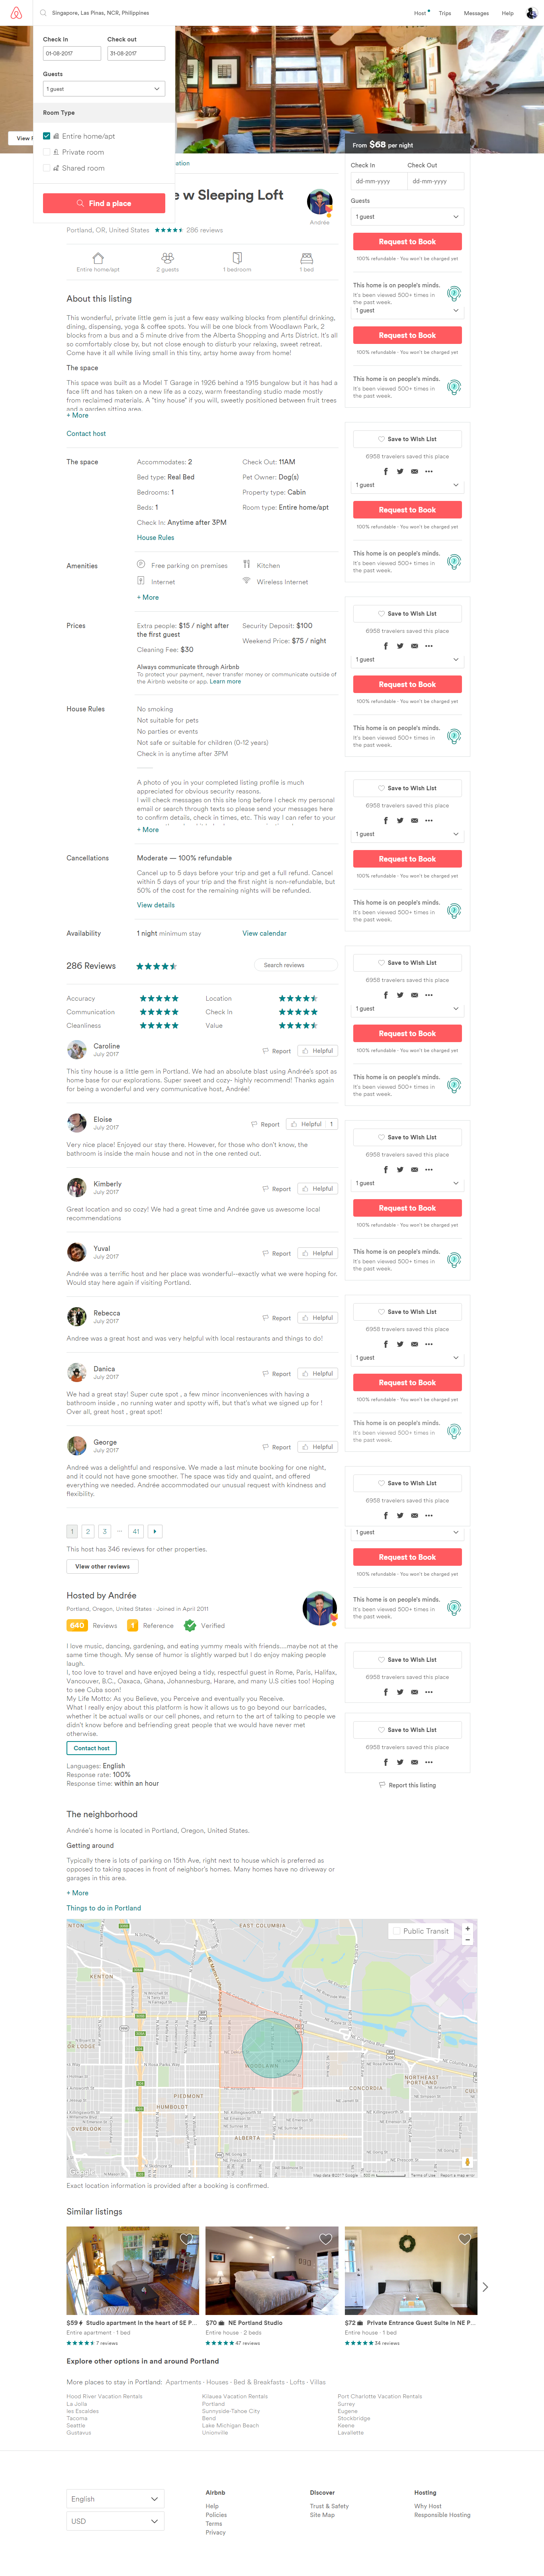 Singapore, Las Pinas, NCR, Philippines
Host
Trips
Messages
Help
Check In
Check out
01-08-2017
31-08-2017
Guests
1 guest
Room Type
Entire home/apt
Private room
Shared room
Find a place
From $68 per night
Check In
Check Out
dd-mm-yyyy
dd-mm-yyyy
Guests
1 guest
Request to Book
100% refundable · You won't be charged yet
This home is on people's minds.
It's been viewed 500+ times in
the past week.
e w Sleeping Loft
Portland, OR, United States
286 reviews
Andrée
Entire home/apt
2 guests
1 bedroom
1 bed
About this listing
This wonderful, private little gem is just a few easy walking blocks from plentiful drinking,
dining, dispensing, yoga & coffee spots. You will be one block from Woodlawn Park, 2
blocks from a bus and a 5 minute drive from the Alberta Shopping and Arts District. It's all
so comfortably close by, but not close enough to disturb your relaxing, sweet retreat.
Come have it all while living small in this tiny, artsy home away from home!
The space
This space was built as a Model T Garage in 1926 behind a 1915 bungalow but it has had a
face lift and has taken on a new life as a cozy, warm freestanding studio made mostly
from reclaimed materials. A "tiny house" if you will, sweetly positioned between fruit trees
and a garden sitting area
+ More
Contact host
The space
Accommodates: 2
Check Out: 11AM
Bed type: Real Bed
Pet Owner: Dog(s)
Bedrooms: 1
Property type: Cabin
Beds: 1
Room type: Entire home/apt
Check In: Anytime after 3PM
House Rules
Amenities
Free parking on premises
Kitchen
Internet
Wireless Internet
+ More
Prices
Extra people: $15 / night after
the first guest
Security Deposit: $100
Weekend Price: $75 / night
Cleaning Fee: $30
Always communicate through Airbnb
To protect your payment, never transfer money or communicate outside of
the Airbnb website or app. Learn more
House Rules
No smoking
Not suitable for pets
No parties or events
Not safe or suitable for children (0-12 years)
Check in is anytime after 3PM
A photo of you in your completed listing profile is much
appreciated for obvious security reasons.
I will check messages on this site long before I check my personal
email or search through texts so please send your messages here
to confirm details, check in times, etc. This way I can refer to your
+ More
Cancellations
Moderate — 100% refundable
Cancel up to 5 days before your trip and get a full refund. Cancel
within 5 days of your trip and the first night is non-refundable, but
50% of the cost for the remaining nights will be refunded.
View details
Availability
1 night minimum stay
View calendar
286 Reviews
Search reviews
Accuracy
Location
Communication
Check In
Cleanliness
Value
Caroline
July 2017
Report
Helpful
This tiny house is a little gem in Portland. We had an absolute blast using Andrée's spot as
home base for our explorations. Super sweet and cozy- highly recommend! Thanks again
for being a wonderful and very communicative host, Andrée!
Eloise
July 2017
Report
Helpful
1
Very nice place! Enjoyed our stay there. However, for those who don't know, the
bathroom is inside the main house and not in the one rented out.
Kimberly
July 2017
Report
Helpful
Great location and so cozy! We had a great time and Andrée gave us awesome local
recommendations
Yuval
July 2017
Report
Helpful
Andrée was a terrific host and her place was wonderful--exactly what we were hoping for.
Would stay here again if visiting Portland.
Rebecca
July 2017
Report
Helpful
Andree was a great host and was very helpful with local restaurants and things to do!
Danica
July 2017
Report
Helpful
We had a great stay! Super cute spot , a few minor inconveniences with having a
bathroom inside , no running water and spotty wifi, but that's what we signed up for !
Over all, great host , great spot!
George
July 2017
Report
Helpful
Andreé was a delightful and responsive. We made a last minute booking for one night,
and it could not have gone smoother. The space was tidy and quaint, and offered
everything we needed. Andrée accommodated our unusual request with kindness and
flexibility.
1
2
3
...
41
This host has 346 reviews for other properties.
View other reviews
Hosted by Andrée
Portland, Oregon, United States · Joined in April 2011
640 Reviews
1 Reference
Verified
I love music, dancing, gardening, and eating yummy meals with friends....maybe not at the
same time though. My sense of humor is slightly warped but I do enjoy making people
laugh.
I, too love to travel and have enjoyed being a tidy, respectful guest in Rome, Paris, Halifax,
Vancouver, B.C., Oaxaca, Ghana, Johannesburg, Harare, and many U.S cities too! Hoping
to see Cuba soon!
My Life Motto: As you Believe, you Perceive and eventually you Receive.
What I really enjoy about this platform is how it allows us to go beyond our barricades,
whether it be actual walls or our cell phones, and return to the art of talking to people we
didn't know before and befriending great people that we would have never met
otherwise.
Contact host
Languages: English
Response rate: 100%
Response time: within an hour
Save to Wish List
6958 travelers saved this place
Report this listing
The neighborhood
Andrée's home is located in Portland, Oregon, United States.
Getting around
Typically there is lots of parking on 15th Ave, right next to house which is preferred as
opposed to taking spaces in front of neighbor's homes. Many homes have no driveway or
garages in this area.
+ More
Things to do in Portland
EAST COLUMBIA
Public Transit
KENTON
WOODLAWN
PIEDMONT
HUMBOLDT
CONCORDIA
NORTHEAST
PORTLAND
OVERLOOK
ALBERTA
Exact location information is provided after a booking is confirmed.
Similar listings
$59 Studio apartment in the heart of SE P...
Entire apartment · 1 bed
7 reviews
$70 NE Portland Studio
Entire house · 2 beds
47 reviews
$72 Private Entrance Guest Suite in NE P...
Entire house · 1 bed
34 reviews
Explore other options in and around Portland
More places to stay in Portland: Apartments · Houses · Bed & Breakfasts · Lofts · Villas
Hood River Vacation Rentals
Kilauea Vacation Rentals
Port Charlotte Vacation Rentals
La Jolla
Portland
Surrey
les Escaldes
Sunnyside-Tahoe City
Eugene
Tacoma
Bend
Stockbridge
Seattle
Lake Michigan Beach
Keene
Gustavus
Unionville
Lavallette
English
USD
Airbnb
Help
Policies
Terms
Privacy
Discover
Trust & Safety
Site Map
Hosting
Why Host
Responsible Hosting